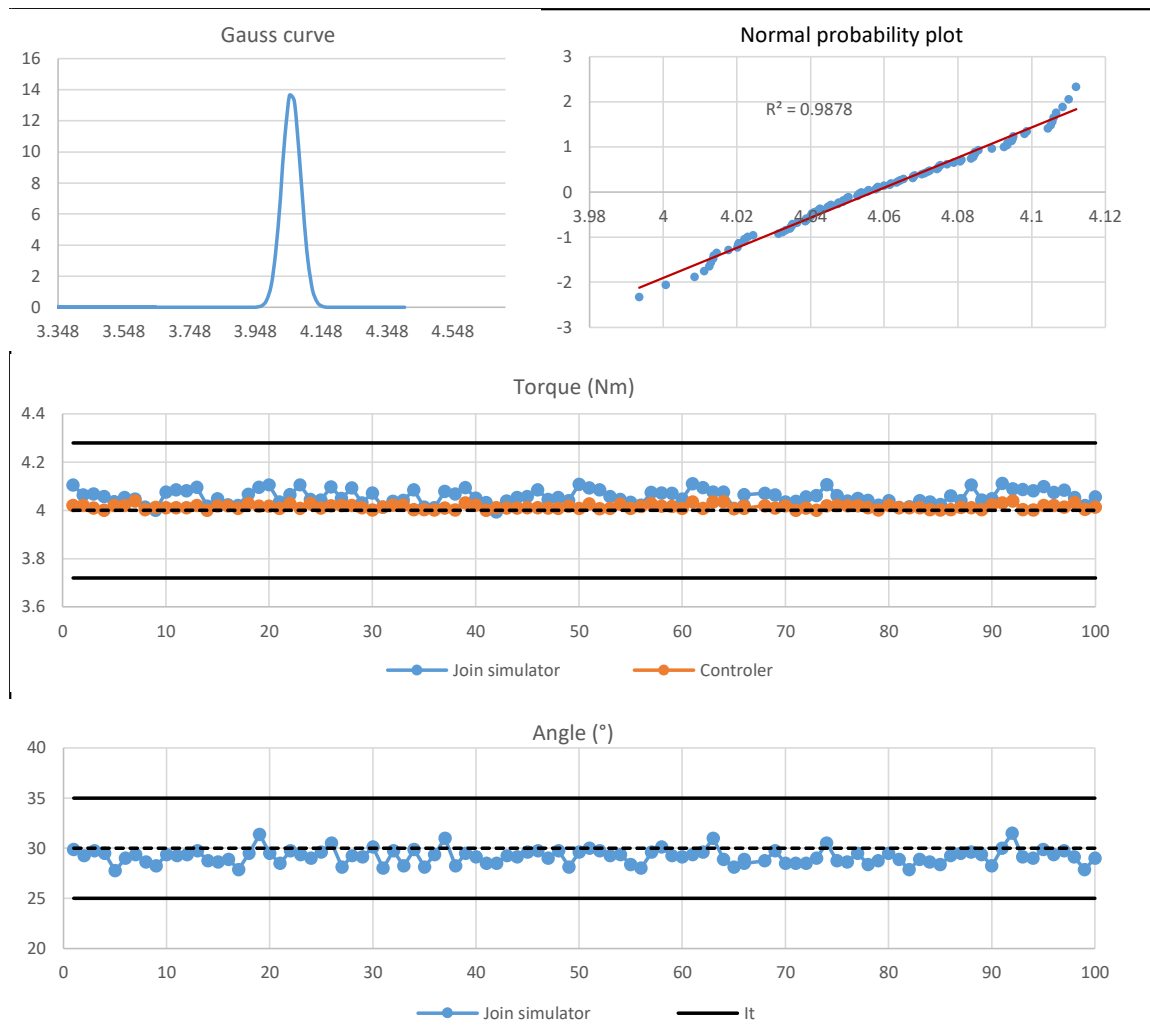 Gauss curve
16
14
12
10
8
6
4
2
0
3.348 3.548 3.748 3.948 4.148 4.348 4.548
Normal probability plot
3
2
1
0
-1
-2
-3
R² = 0.9878
3.98 4 4.02 4.04 4.06 4.08 4.1 4.12
Torque (Nm)
4.4
4.2
4
3.8
3.6
0 10 20 30 40 50 60 70 80 90 100
Join simulator Controler
Angle (°)
40
35
30
25
20
0 10 20 30 40 50 60 70 80 90 100
Join simulator It